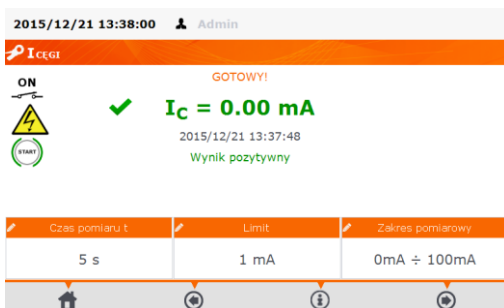 2015/12/21 13:38:00 Admin
I CĘGI
ON
GOTOWY!
IC = 0.00 mA
START
2015/12/21 13:37:48
Wynik pozytywny
Czas pomiaru t Limit Zakres pomiarowy
5 s 1 mA 0mA ÷ 100mA